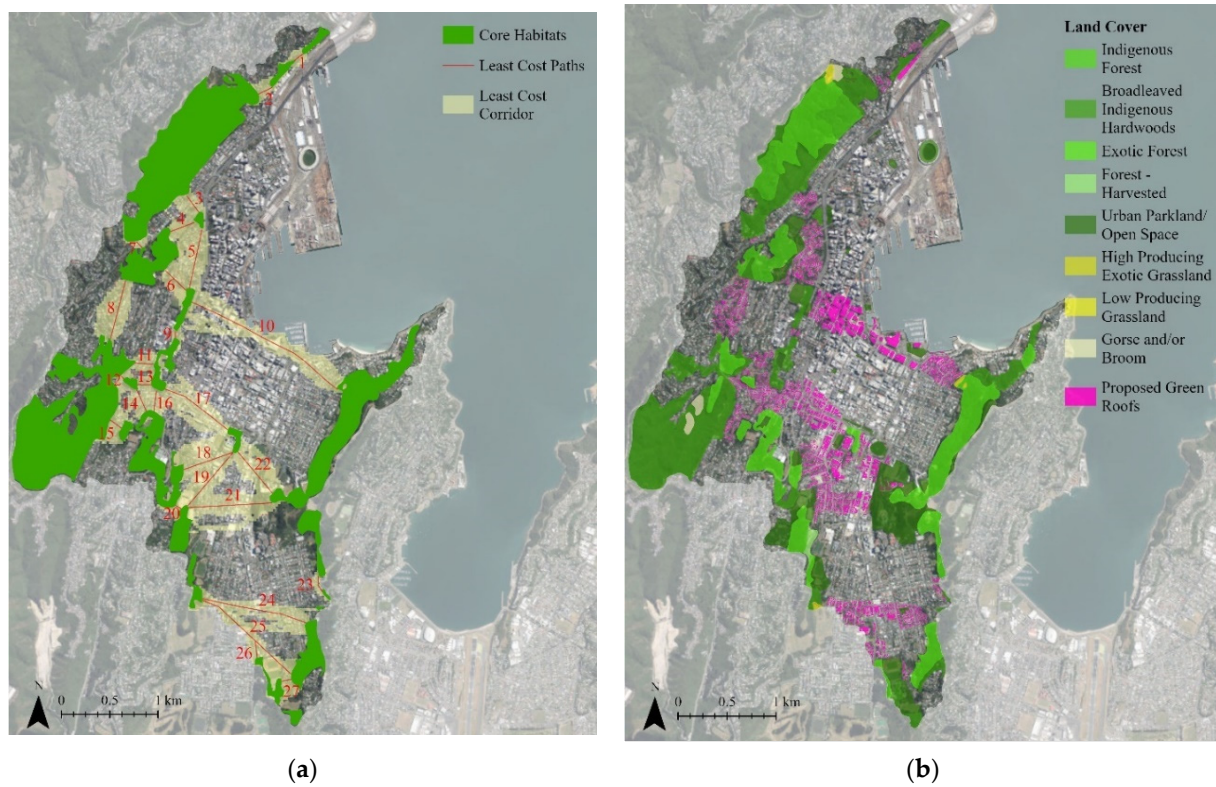 Core Habitats
Least Cost Paths
Least Cost
Corridor
1
2
3
4
5
6
8
9
10
11
12
13
14
15
16
17
18
19
20
21
22
23
24
25
26
27
N
0 0.5 1 km
(a)
Land Cover
Indigenous
Forest
Broadleaved
Indigenous
Hardwoods
Exotic Forest
Forest -
Harvested
Urban Parkland/
Open Space
High Producing
Exotic Grassland
Low Producing
Grassland
Gorse and/or
Broom
Proposed Green
Roofs
N
0 0.5 1 km
(b)